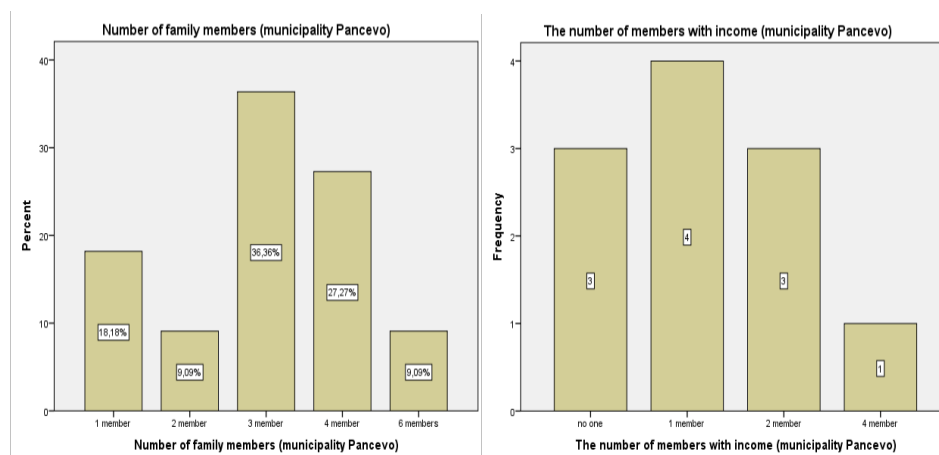 Number of family members (municipality Pancevo)
Percent
40
30
20
10
0
18,18%
9,09%
36,36%
27,27%
9,09%
1 member
2 member
3 member
4 member
6 members
Number of family members (municipality Pancevo)
The number of members with income (municipality Pancevo)
Frequency
4
3
2
1
0
3
4
3
1
no one
1 member
2 member
4 member
The number of members with income (municipality Pancevo)